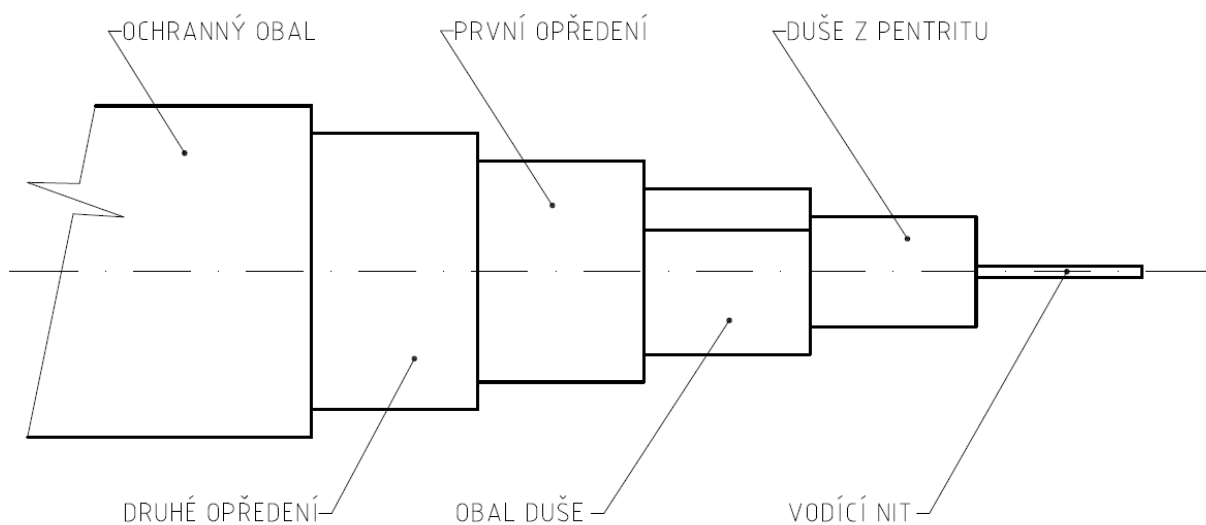 OCHRANNÝ OBAL
PRVNÍ OPŘEDENÍ
DUŠE Z PENTRITU
DRUHÉ OPŘEDENÍ
OBAL DUŠE
VODÍCÍ NIT